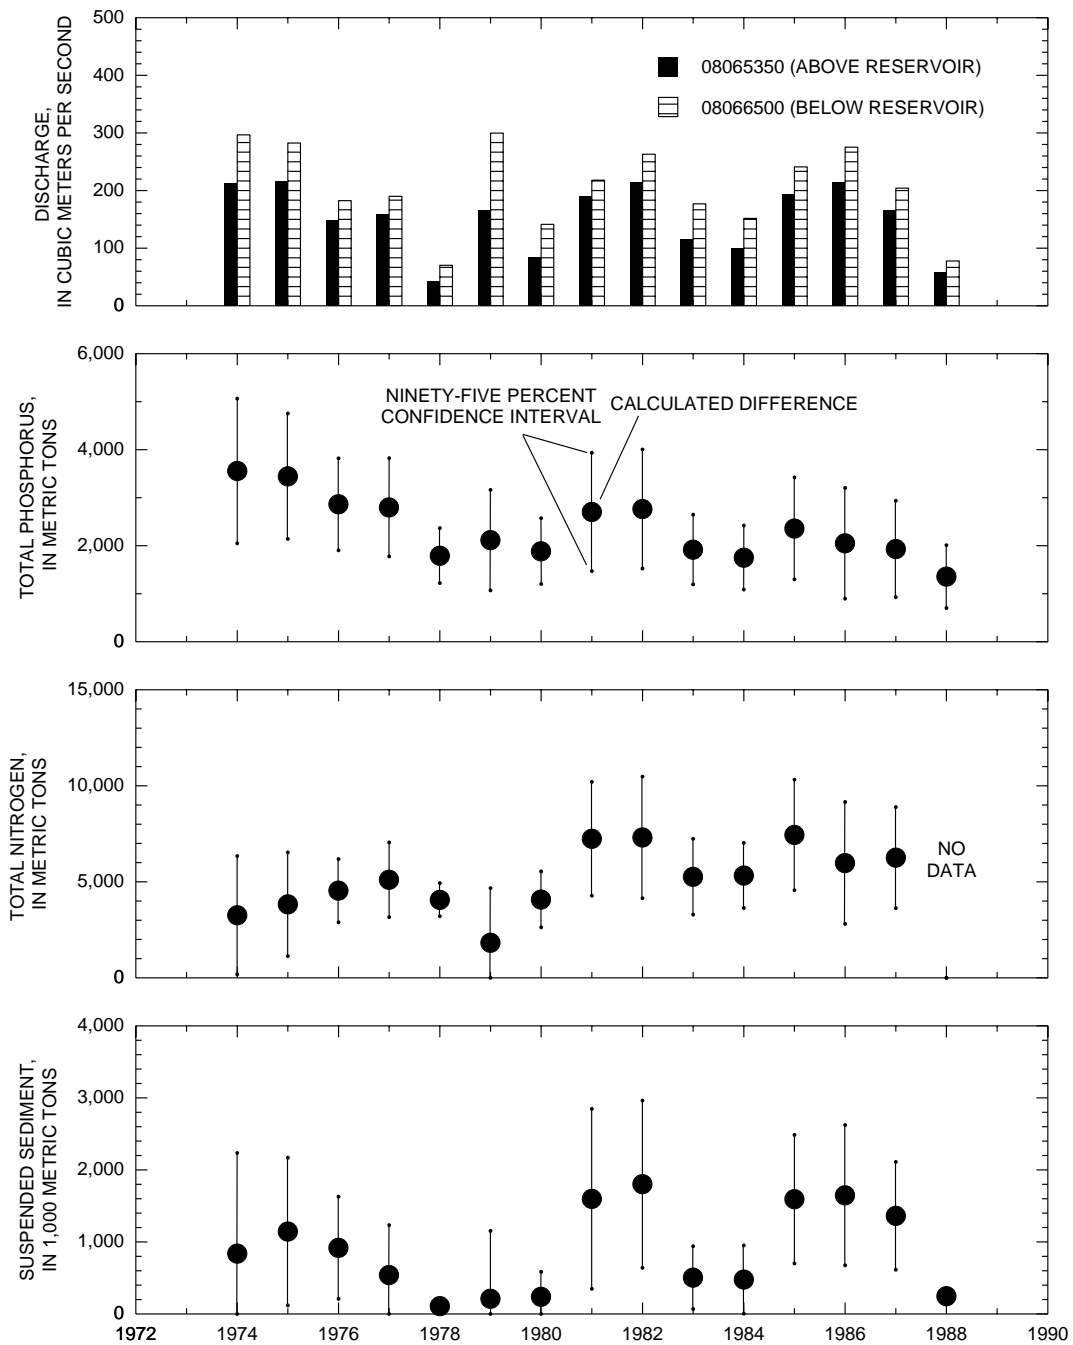 DISCHARGE,
IN CUBIC METERS PER SECOND
500
400
300
200
100
0
08065350 (ABOVE RESERVOIR)
08066500 (BELOW RESERVOIR)
TOTAL PHOSPHORUS,
IN METRIC TONS
6,000
4,000
2,000
0
NINETY-FIVE PERCENT
CONFIDENCE INTERVAL
CALCULATED DIFFERENCE
TOTAL NITROGEN,
IN METRIC TONS
15,000
10,000
5,000
0
NO
DATA
SUSPENDED SEDIMENT,
IN 1,000 METRIC TONS
4,000
3,000
2,000
1,000
0
1972 1974 1976 1978 1980 1982 1984 1986 1988 1990